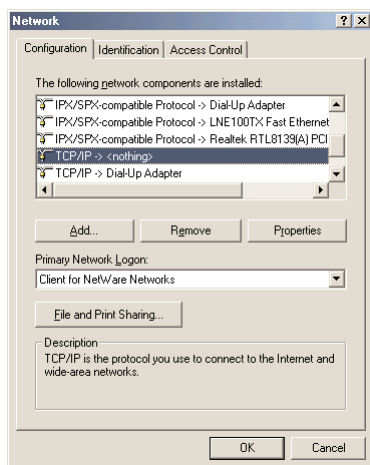 Network
Configuration Identification Access Control
The following network components are installed:
IPX/SPX-compatible Protocol -> Dial-Up Adapter
IPX/SPX-compatible Protocol -> LNE100TX Fast Ethernet
IPX/SPX-compatible Protocol -> Realtek RTL8139(A) PCI
TCP/IP -> <nothing>
TCP/IP -> Dial-Up Adapter
Add... Remove Properties
Primary Network Logon:
Client for NetWare Networks
File and Print Sharing...
Description
TCP/IP is the protocol you use to connect to the Internet and
wide-area networks.
OK Cancel